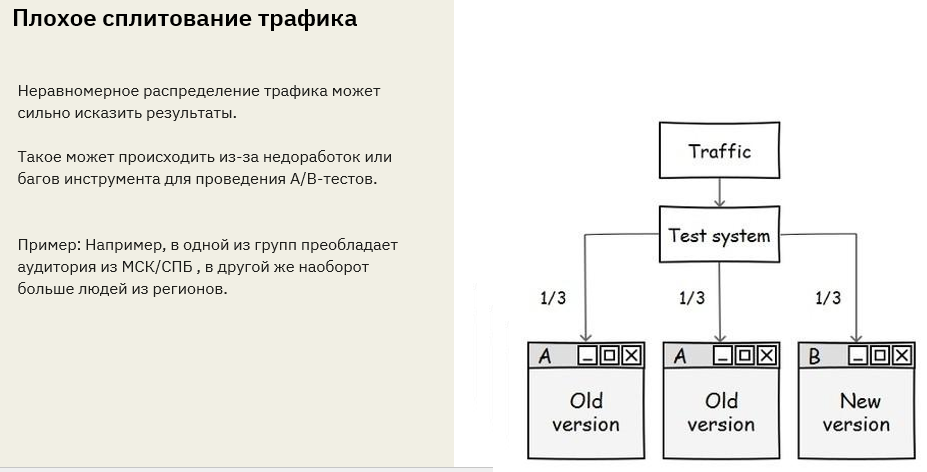 Плохое сплитование трафика
Неравномерное распределение трафика может
сильно исказить результаты.
Такое может происходить из-за недоработок или
багов инструмента для проведения A/B-тестов.
Пример: Например, в одной из групп преобладает
аудитория из МСК/СПБ , в другой же наоборот
больше людей из регионов.
Traffic
Test system
1/3
1/3
1/3
A
A
B
Old
version
Old
version
New
version